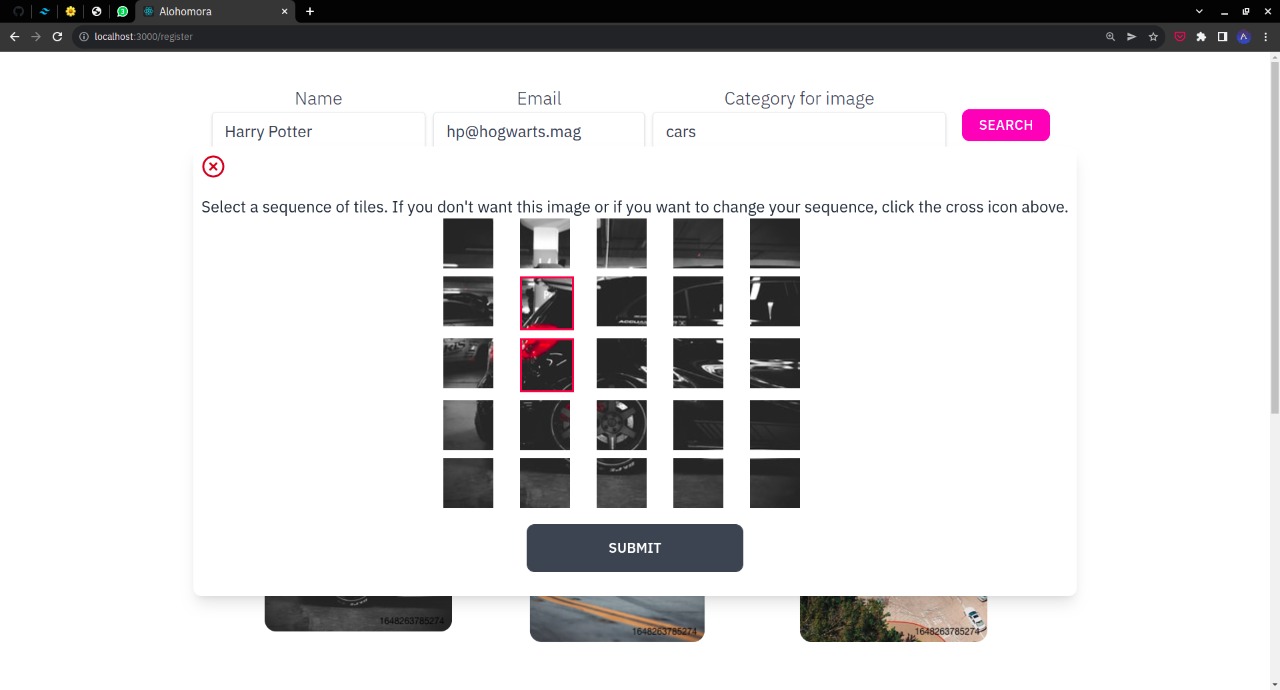 Alohomora
localhost:3000/register
Name
Email
Category for image
Harry Potter
hp@hogwarts.mag
cars
SEARCH
Select a sequence of tiles. If you don't want this image or if you want to change your sequence, click the cross icon above.
SUBMIT
1648263785274
1648263785274
1648263785274